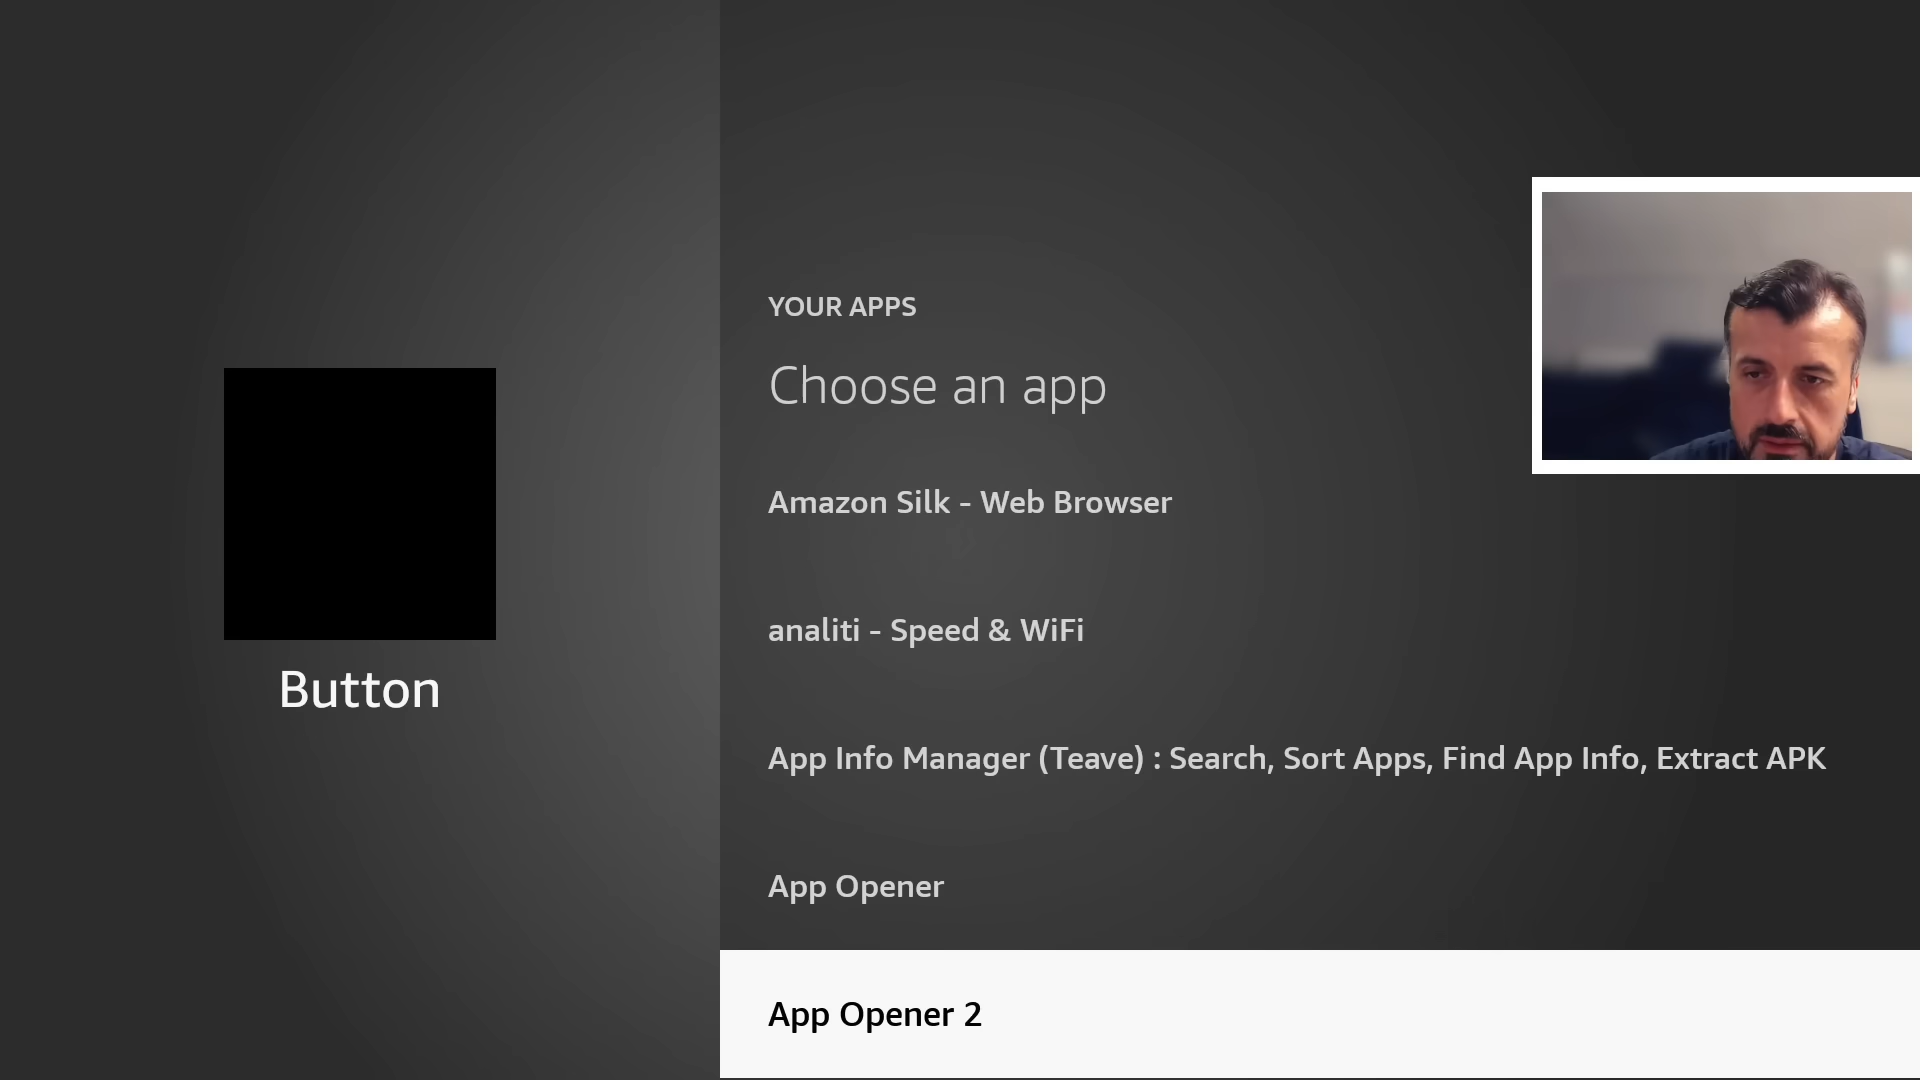 Button
YOUR APPS
Choose an app
Amazon Silk - Web Browser
analiti - Speed & WiFi
App Info Manager (Teave) : Search, Sort Apps, Find App Info, Extract APK
App Opener
App Opener 2